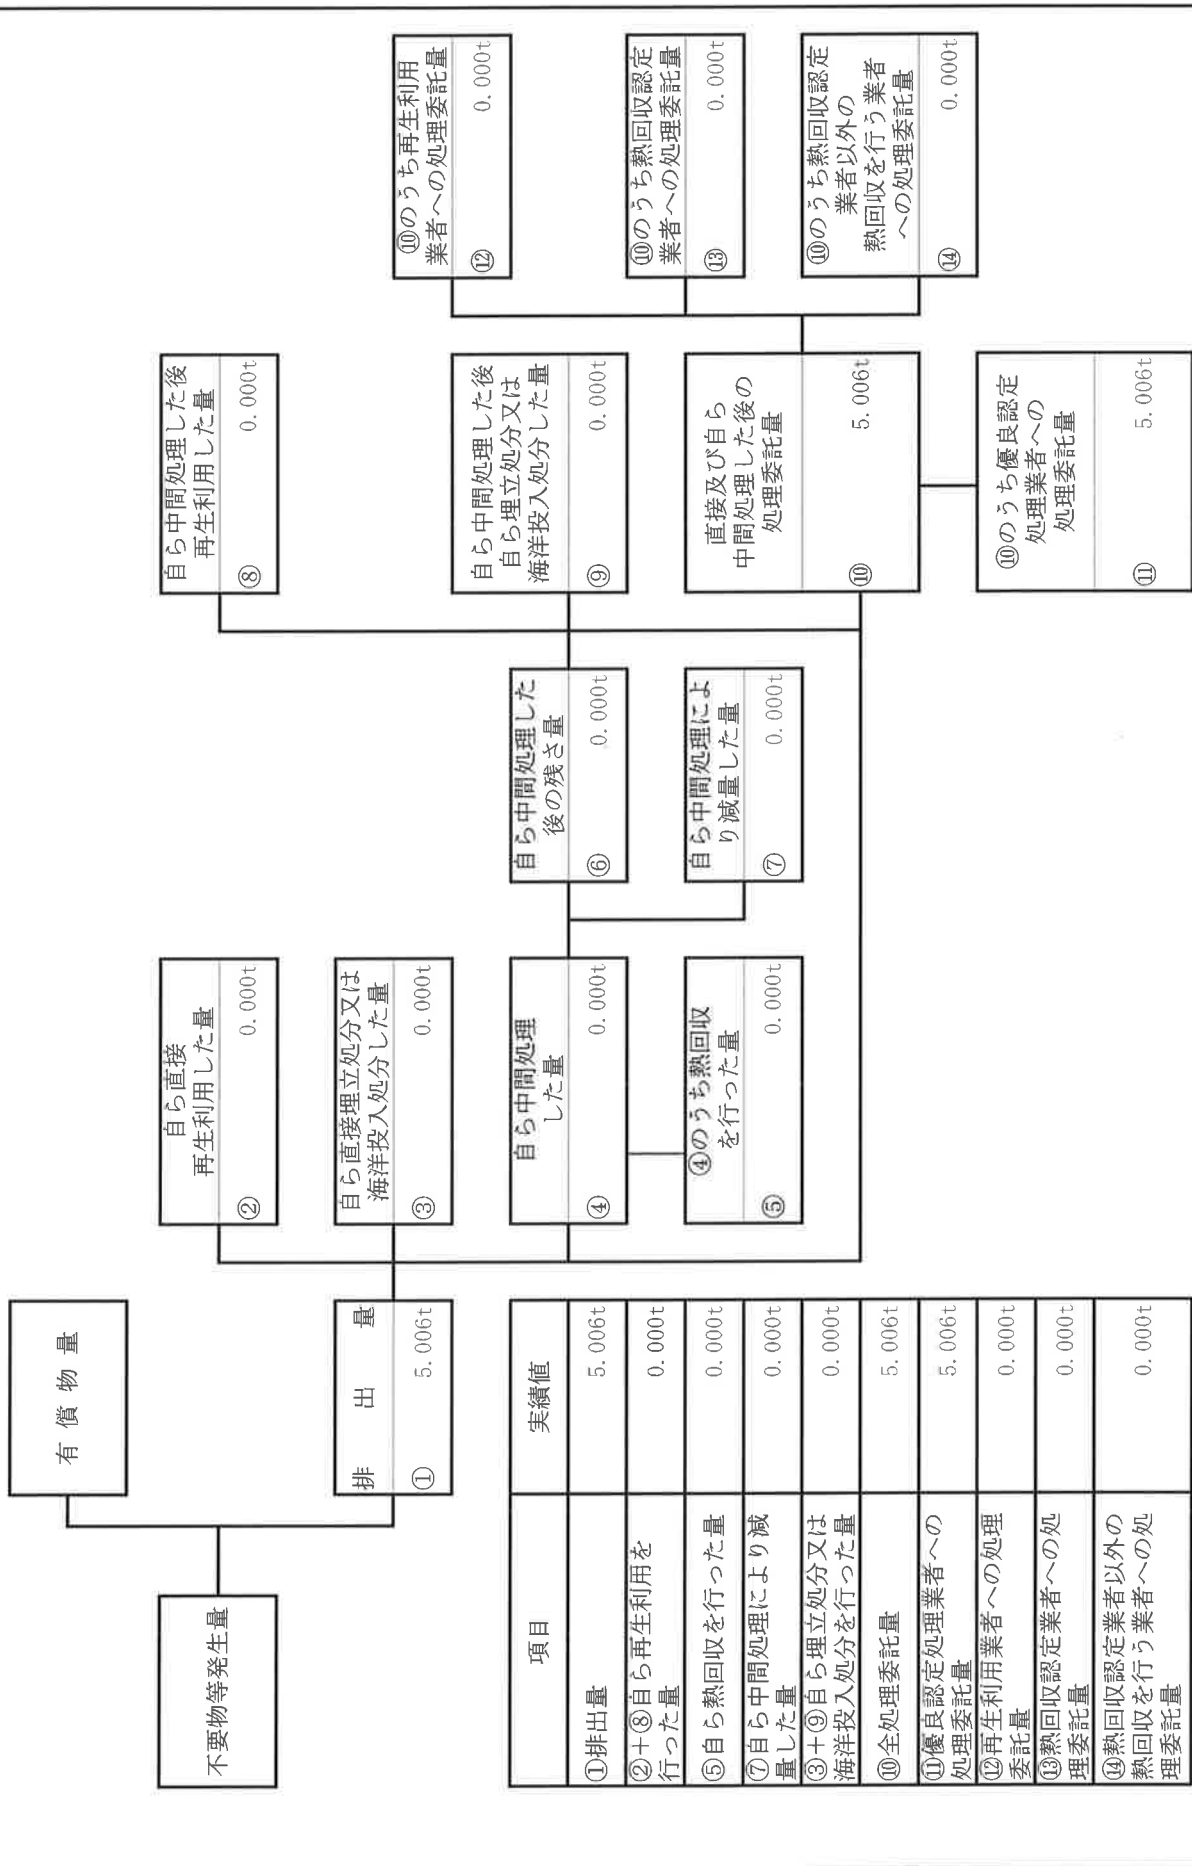 有償物量
不要物等発生量
排出量
① 5.006t
自ら直接
再生利用した量
② 0.000t
自ら直接埋立処分又は
海洋投入処分した量
③ 0.000t
自ら中間処理
した量
④ 0.000t
④のうち熱回収
を行った量
⑤ 0.000t
自ら中間処理した
後の残さ量
⑥ 0.000t
自ら中間処理によ
り減量した量
⑦ 0.000t
自ら中間処理した後
再生利用した量
⑧ 0.000t
自ら中間処理した後
自ら埋立処分又は
海洋投入処分した量
⑨ 0.000t
直接及び自ら
中間処理した後の
処理委託量
⑩ 5.006t
⑩のうち優良認定
処理業者への
処理委託量
⑪ 5.006t
⑩のうち再生利用
業者への処理委託量
⑫ 0.000t
⑩のうち熱回収認定
業者への処理委託量
⑬ 0.000t
⑩のうち熱回収認定
業者以外の
熱回収を行う業者
への処理委託量
⑭ 0.000t
項目 実績値
①排出量 5.006t
②＋⑧自ら再生利用を
行った量 0.000t
⑤自ら熱回収を行った量 0.000t
⑦自ら中間処理により減
量した量 0.000t
③＋⑨自ら埋立処分又は
海洋投入処分を行った量 0.000t
⑩全処理委託量 5.006t
⑪優良認定処理業者への
処理委託量 5.006t
⑫再生利用業者への処理
委託量 0.000t
⑬熱回収認定業者への処
理委託量 0.000t
⑭熱回収認定業者以外の
熱回収を行う業者への処
理委託量 0.000t